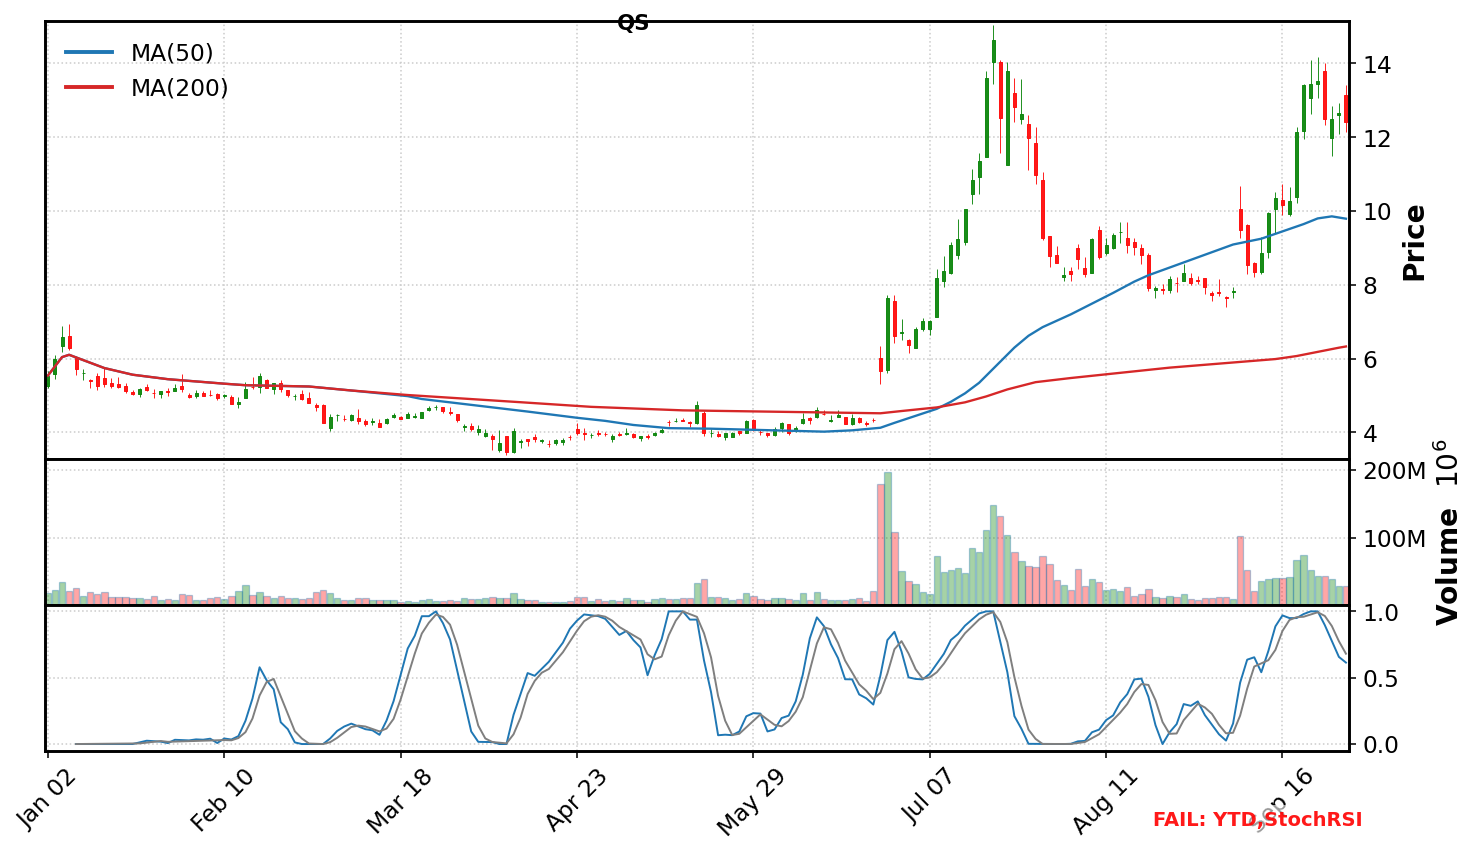 QS
MA(50)
MA(200)
14
12
10
8
6
4
Price
200M
100M
Volume 10⁶
1.0
0.5
0.0
Jan 02
Feb 10
Mar 18
Apr 23
May 29
Jul 07
Aug 11
Sep 16
FAIL: YTD,StochRSI